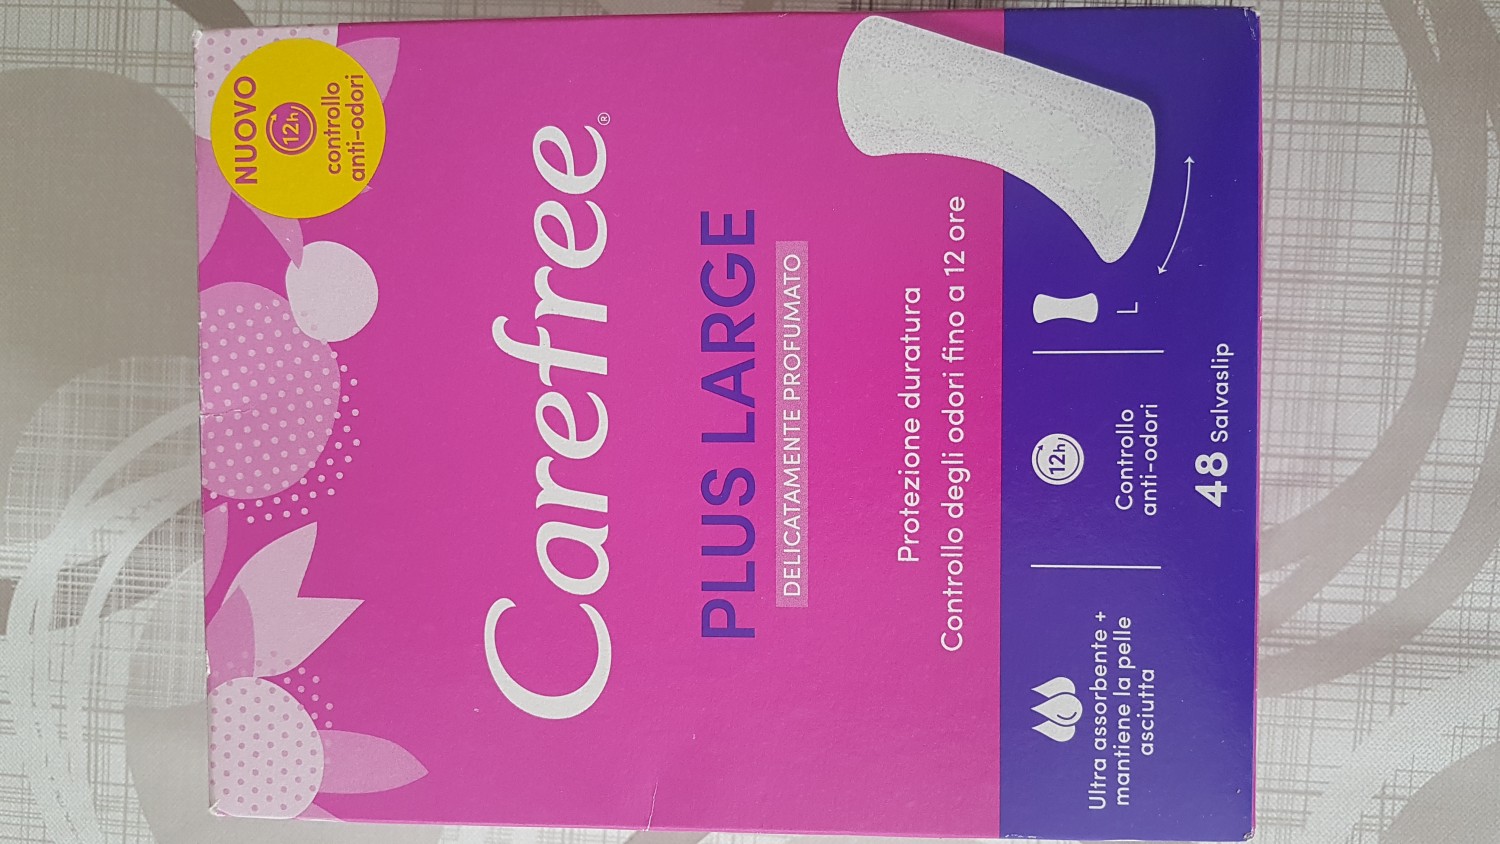 NUOVO
12h
controllo
anti-odori
Carefree®
PLUS LARGE
DELICATAMENTE PROFUMATO
Protezione duratura
Controllo degli odori fino a 12 ore
Ultra assorbente +
mantiene la pelle
asciutta
12h
Controllo
anti-odori
L
48 Salvaslip